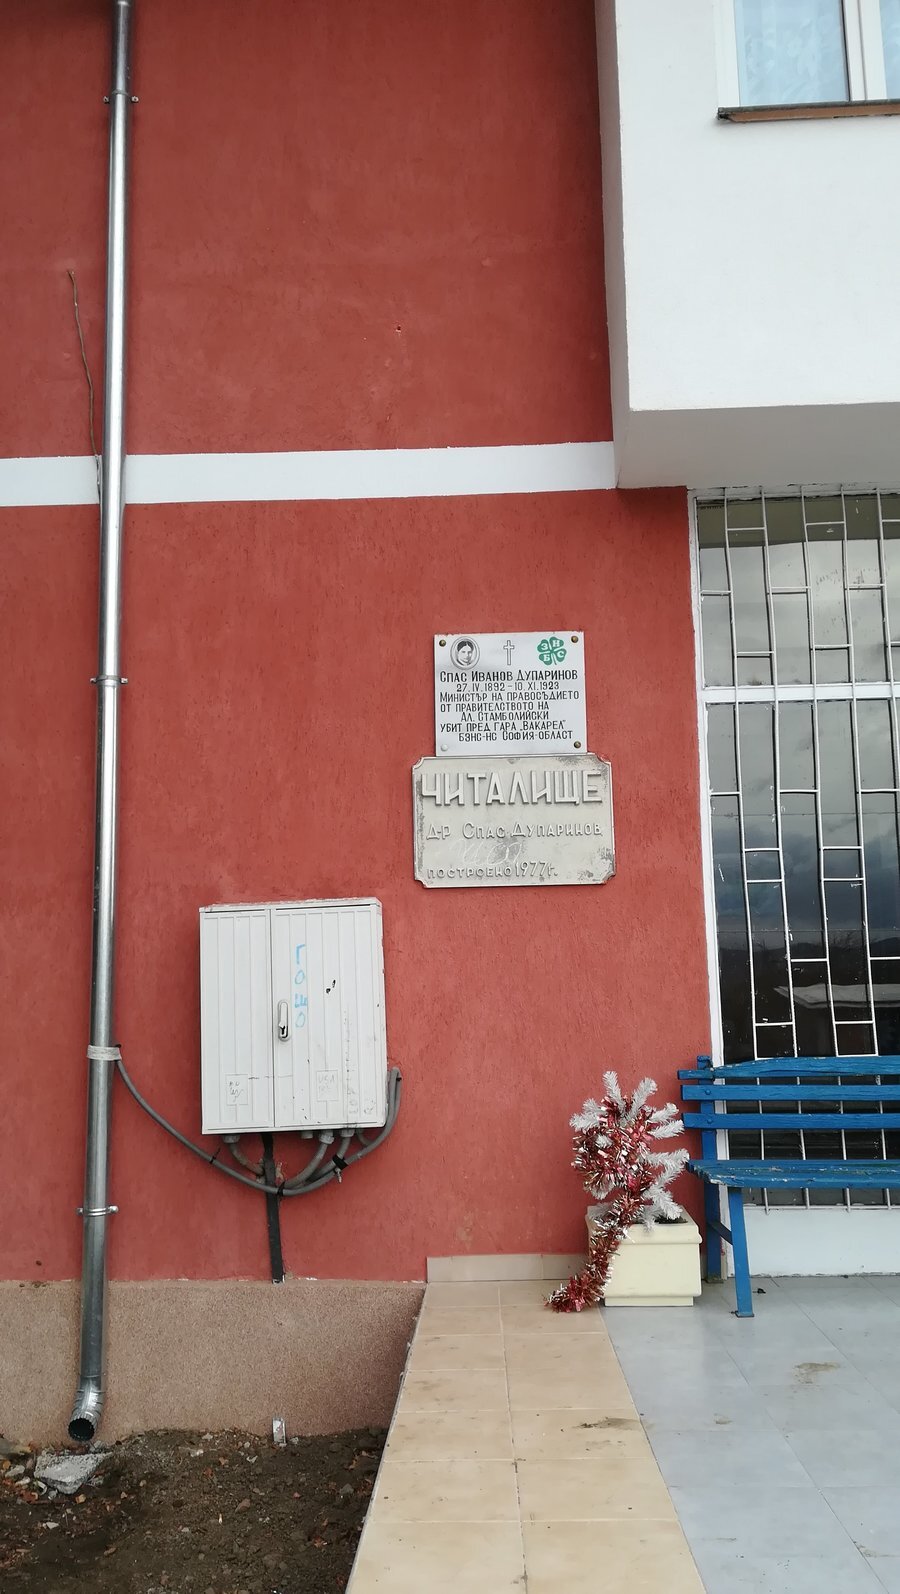 З И
Б С
СПАС ИВАНОВ ДУПАРИНОВ
27.IV.1892 – 10.XI.1923
МИНИСТЪР НА ПРАВОСЪДИЕТО
ОТ ПРАВИТЕЛСТВОТО НА
АЛ. СТАМБОЛИЙСКИ
УБИТ ПРЕД ГАРА „ВАКАРЕЛ"
БЗНС-НС СОФИЯ-ОБЛАСТ
ЧИТАЛИЩЕ
Д-Р СПАС ДУПАРИНОВ
ПОСТРОЕНО 1977 Г.
ГОШО